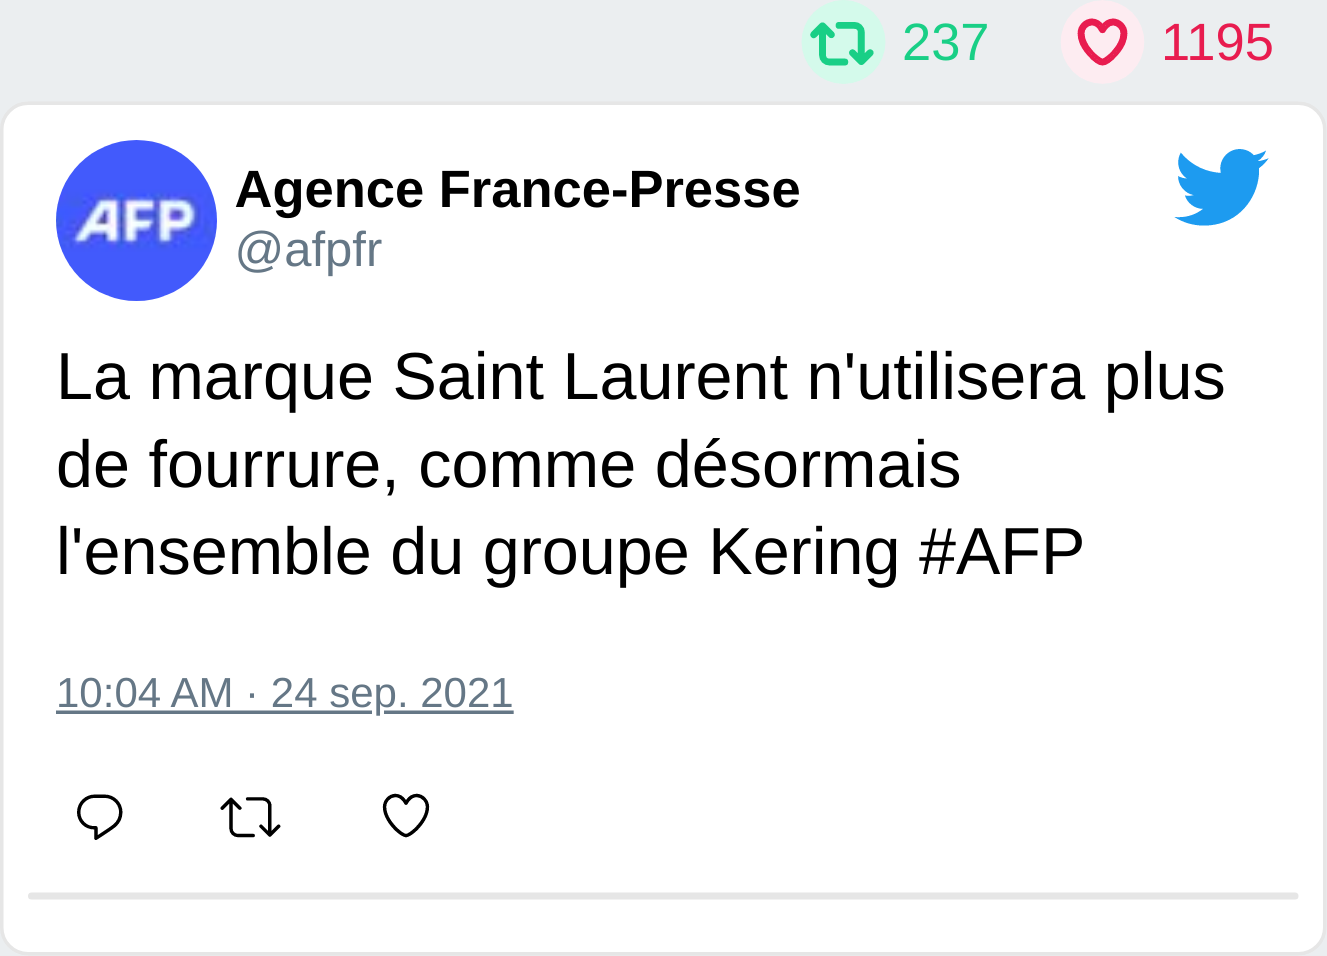 237 1195
AFP
Agence France-Presse
@afpfr
La marque Saint Laurent n'utilisera plus
de fourrure, comme désormais
l'ensemble du groupe Kering #AFP
10:04 AM · 24 sep. 2021